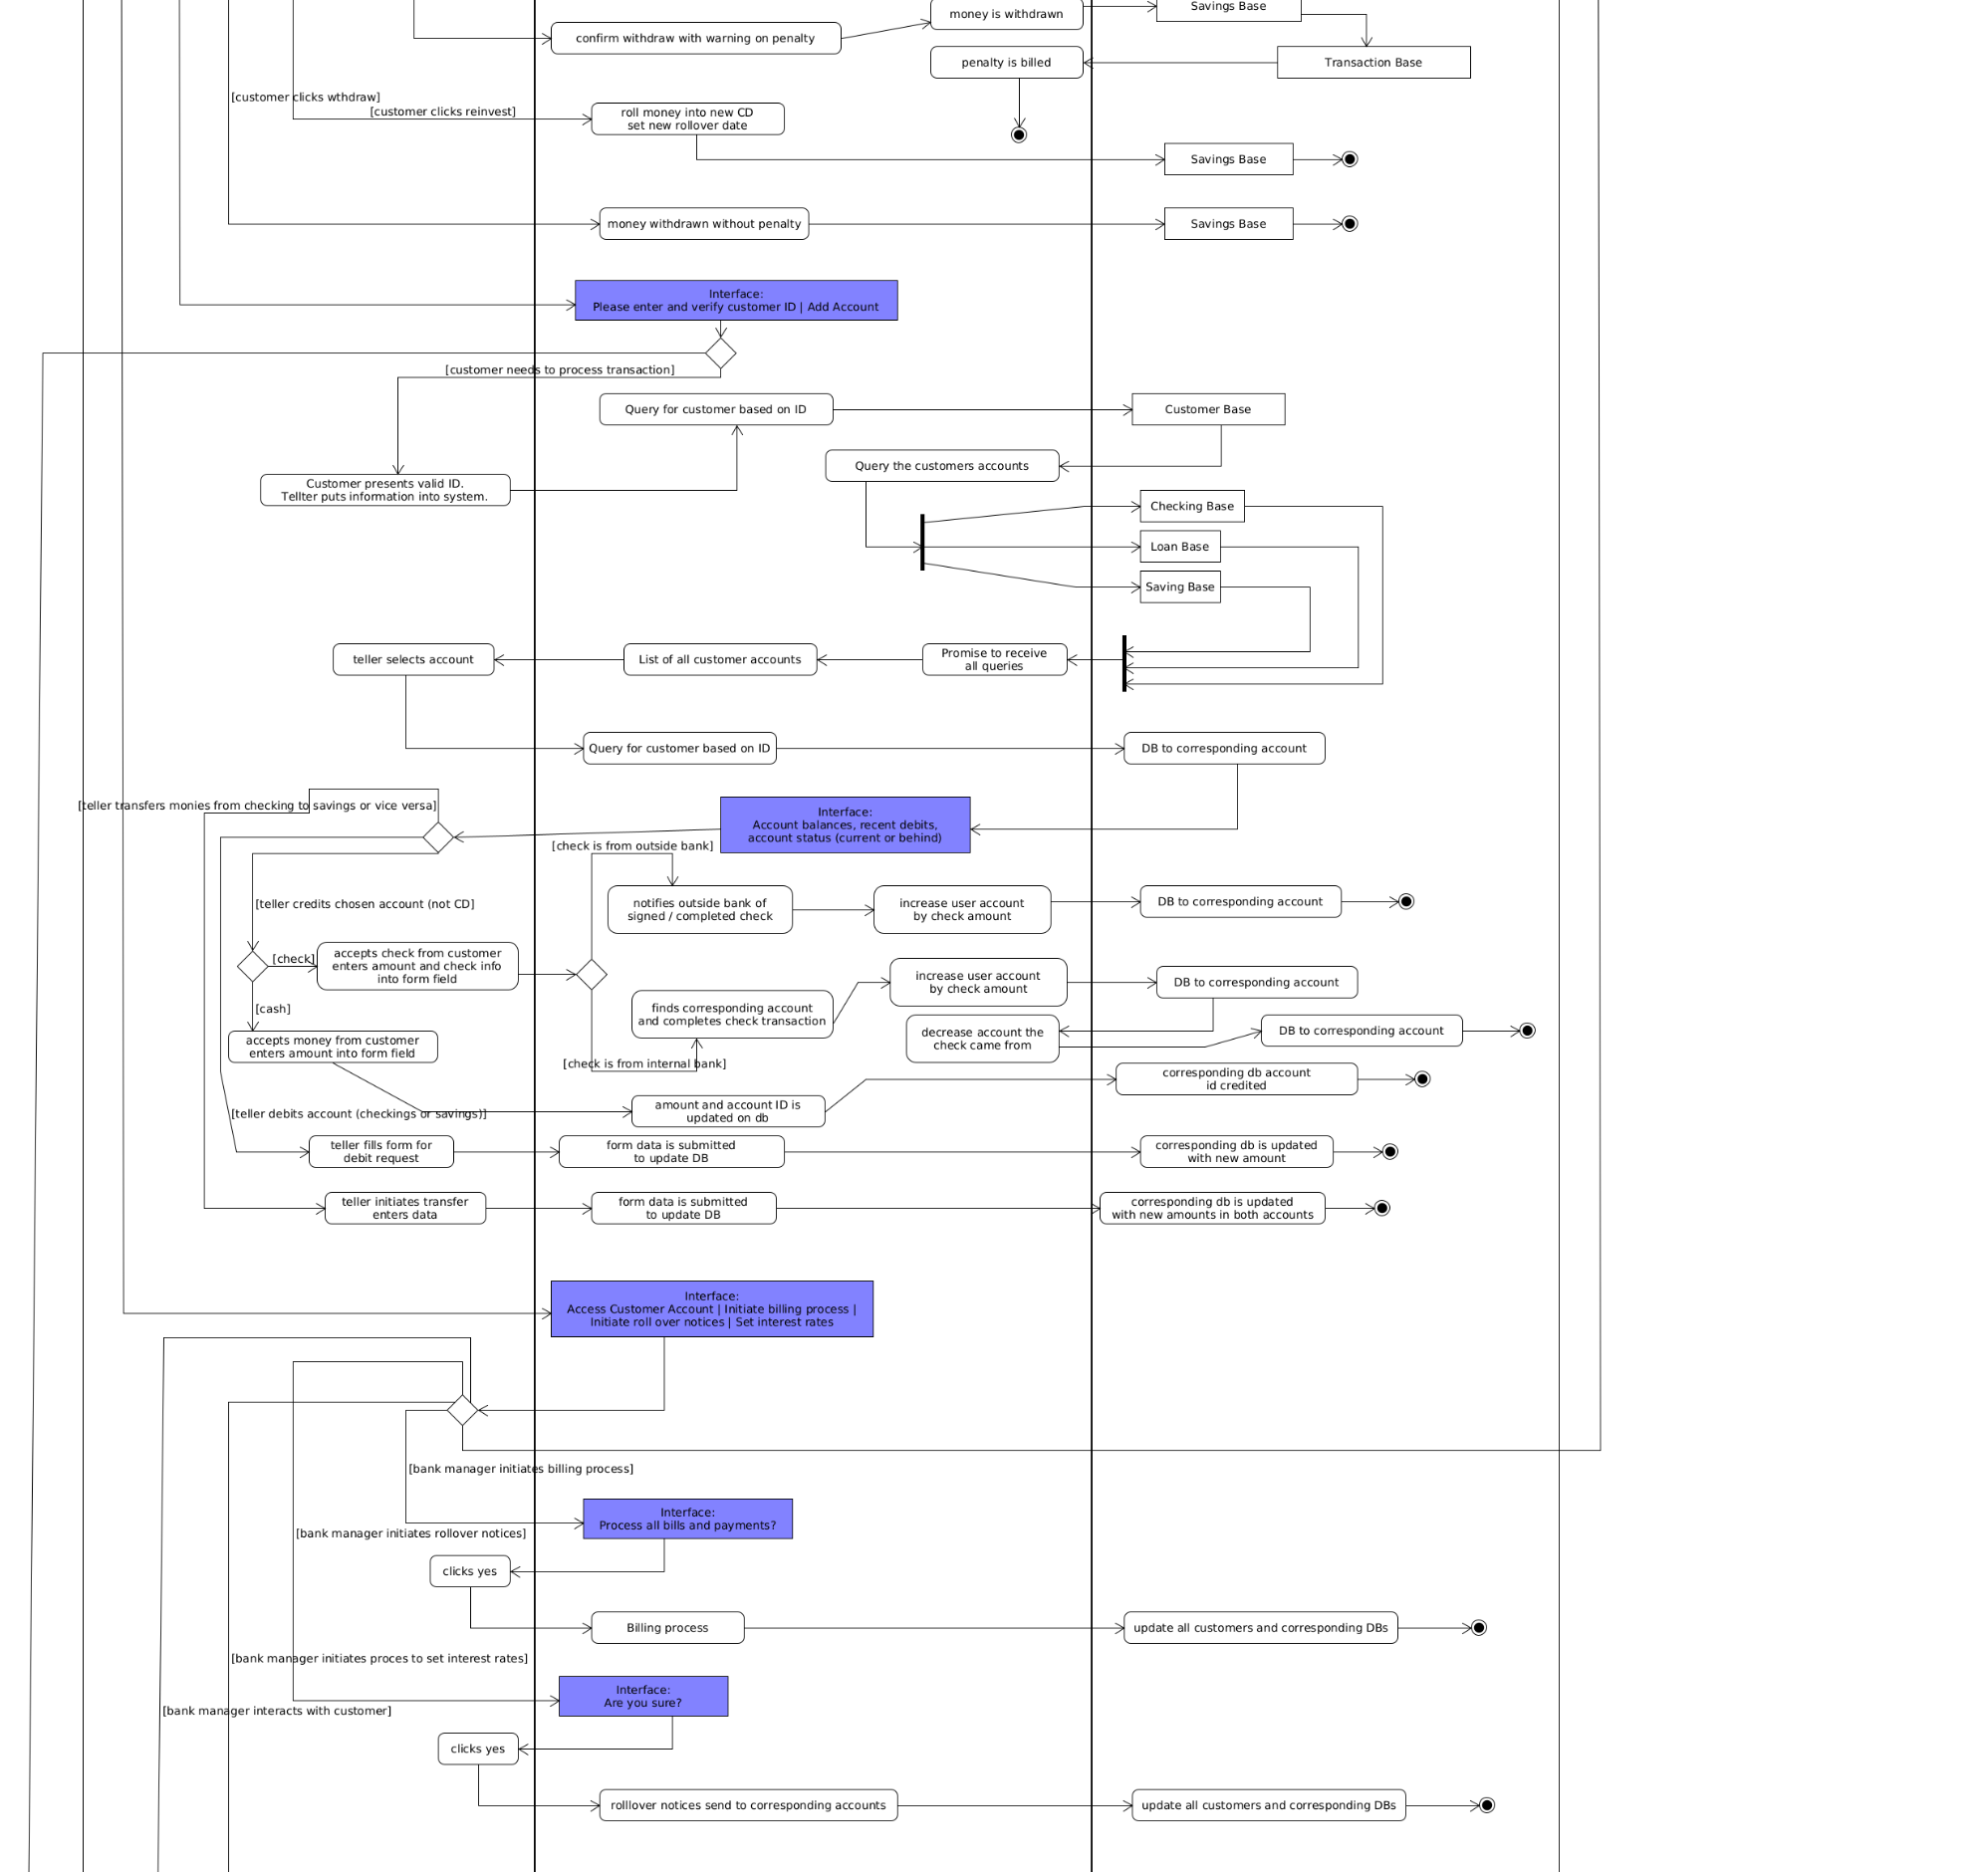 money is withdrawn
Savings Base
confirm withdraw with warning on penalty
penalty is billed
Transaction Base
[customer clicks wthdraw]
[customer clicks reinvest]
roll money into new CD
set new rollover date
Savings Base
money withdrawn without penalty
Savings Base
Interface:
Please enter and verify customer ID | Add Account
[customer needs to process transaction]
Query for customer based on ID
Customer Base
Query the customers accounts
Customer presents valid ID.
Tellter puts information into system.
Checking Base
Loan Base
Saving Base
teller selects account
List of all customer accounts
Promise to receive
all queries
Query for customer based on ID
DB to corresponding account
[teller transfers monies from checking to savings or vice versa]
Interface:
Account balances, recent debits,
account status (current or behind)
[check is from outside bank]
[teller credits chosen account (not CD]
notifies outside bank of
signed / completed check
increase user account
by check amount
DB to corresponding account
[check]
accepts check from customer
enters amount and check info
into form field
increase user account
by check amount
DB to corresponding account
[cash]
finds corresponding account
and completes check transaction
decrease account the
check came from
DB to corresponding account
accepts money from customer
enters amount into form field
[check is from internal bank]
corresponding db account
id credited
[teller debits account (checkings or savings)]
amount and account ID is
updated on db
teller fills form for
debit request
form data is submitted
to update DB
corresponding db is updated
with new amount
teller initiates transfer
enters data
form data is submitted
to update DB
corresponding db is updated
with new amounts in both accounts
Interface:
Access Customer Account | Initiate billing process |
Initiate roll over notices | Set interest rates
[bank manager initiates billing process]
Interface:
Process all bills and payments?
[bank manager initiates rollover notices]
clicks yes
Billing process
update all customers and corresponding DBs
[bank manager initiates proces to set interest rates]
Interface:
Are you sure?
[bank manager interacts with customer]
clicks yes
rolllover notices send to corresponding accounts
update all customers and corresponding DBs